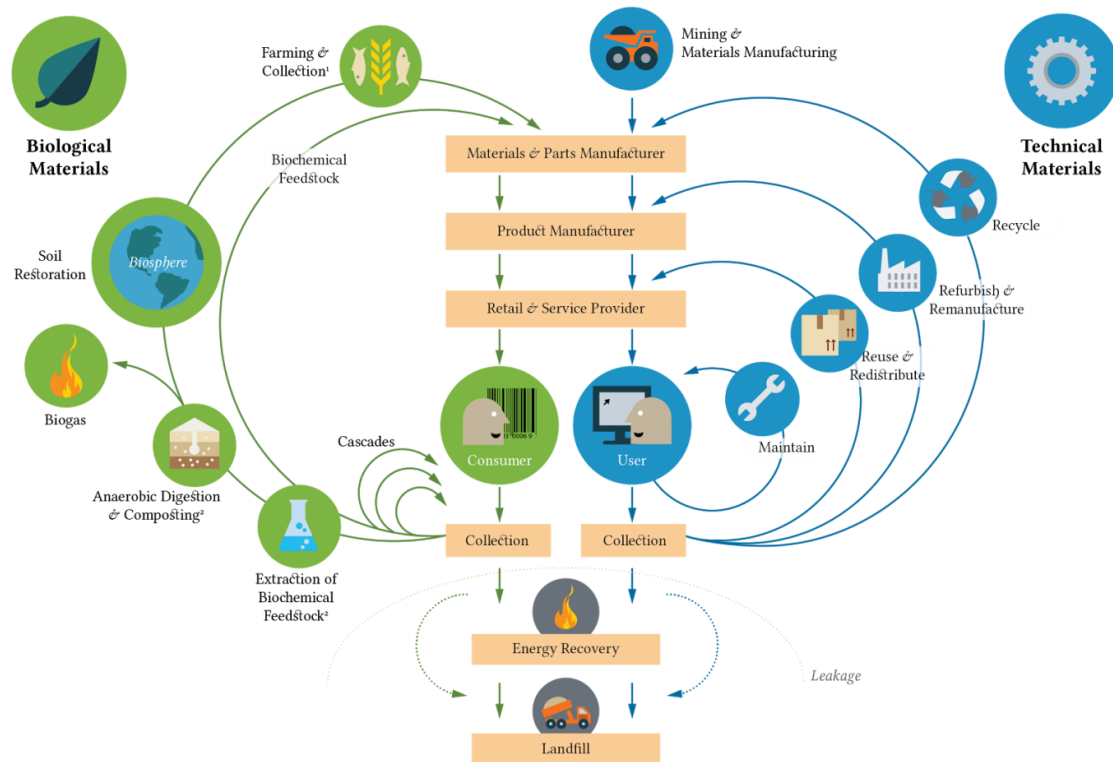 Biological
Materials
Farming &
Collection¹
Mining &
Materials Manufacturing
Technical
Materials
Biochemical
Feedstock
Materials & Parts Manufacturer
Recycle
Soil
Restoration
Biosphere
Product Manufacturer
Refurbish &
Remanufacture
Retail & Service Provider
Reuse &
Redistribute
Biogas
Cascades
Consumer
User
Maintain
Anaerobic Digestion
& Composting²
Collection
Collection
Extraction of
Biochemical
Feedstock²
Energy Recovery
Leakage
Landfill